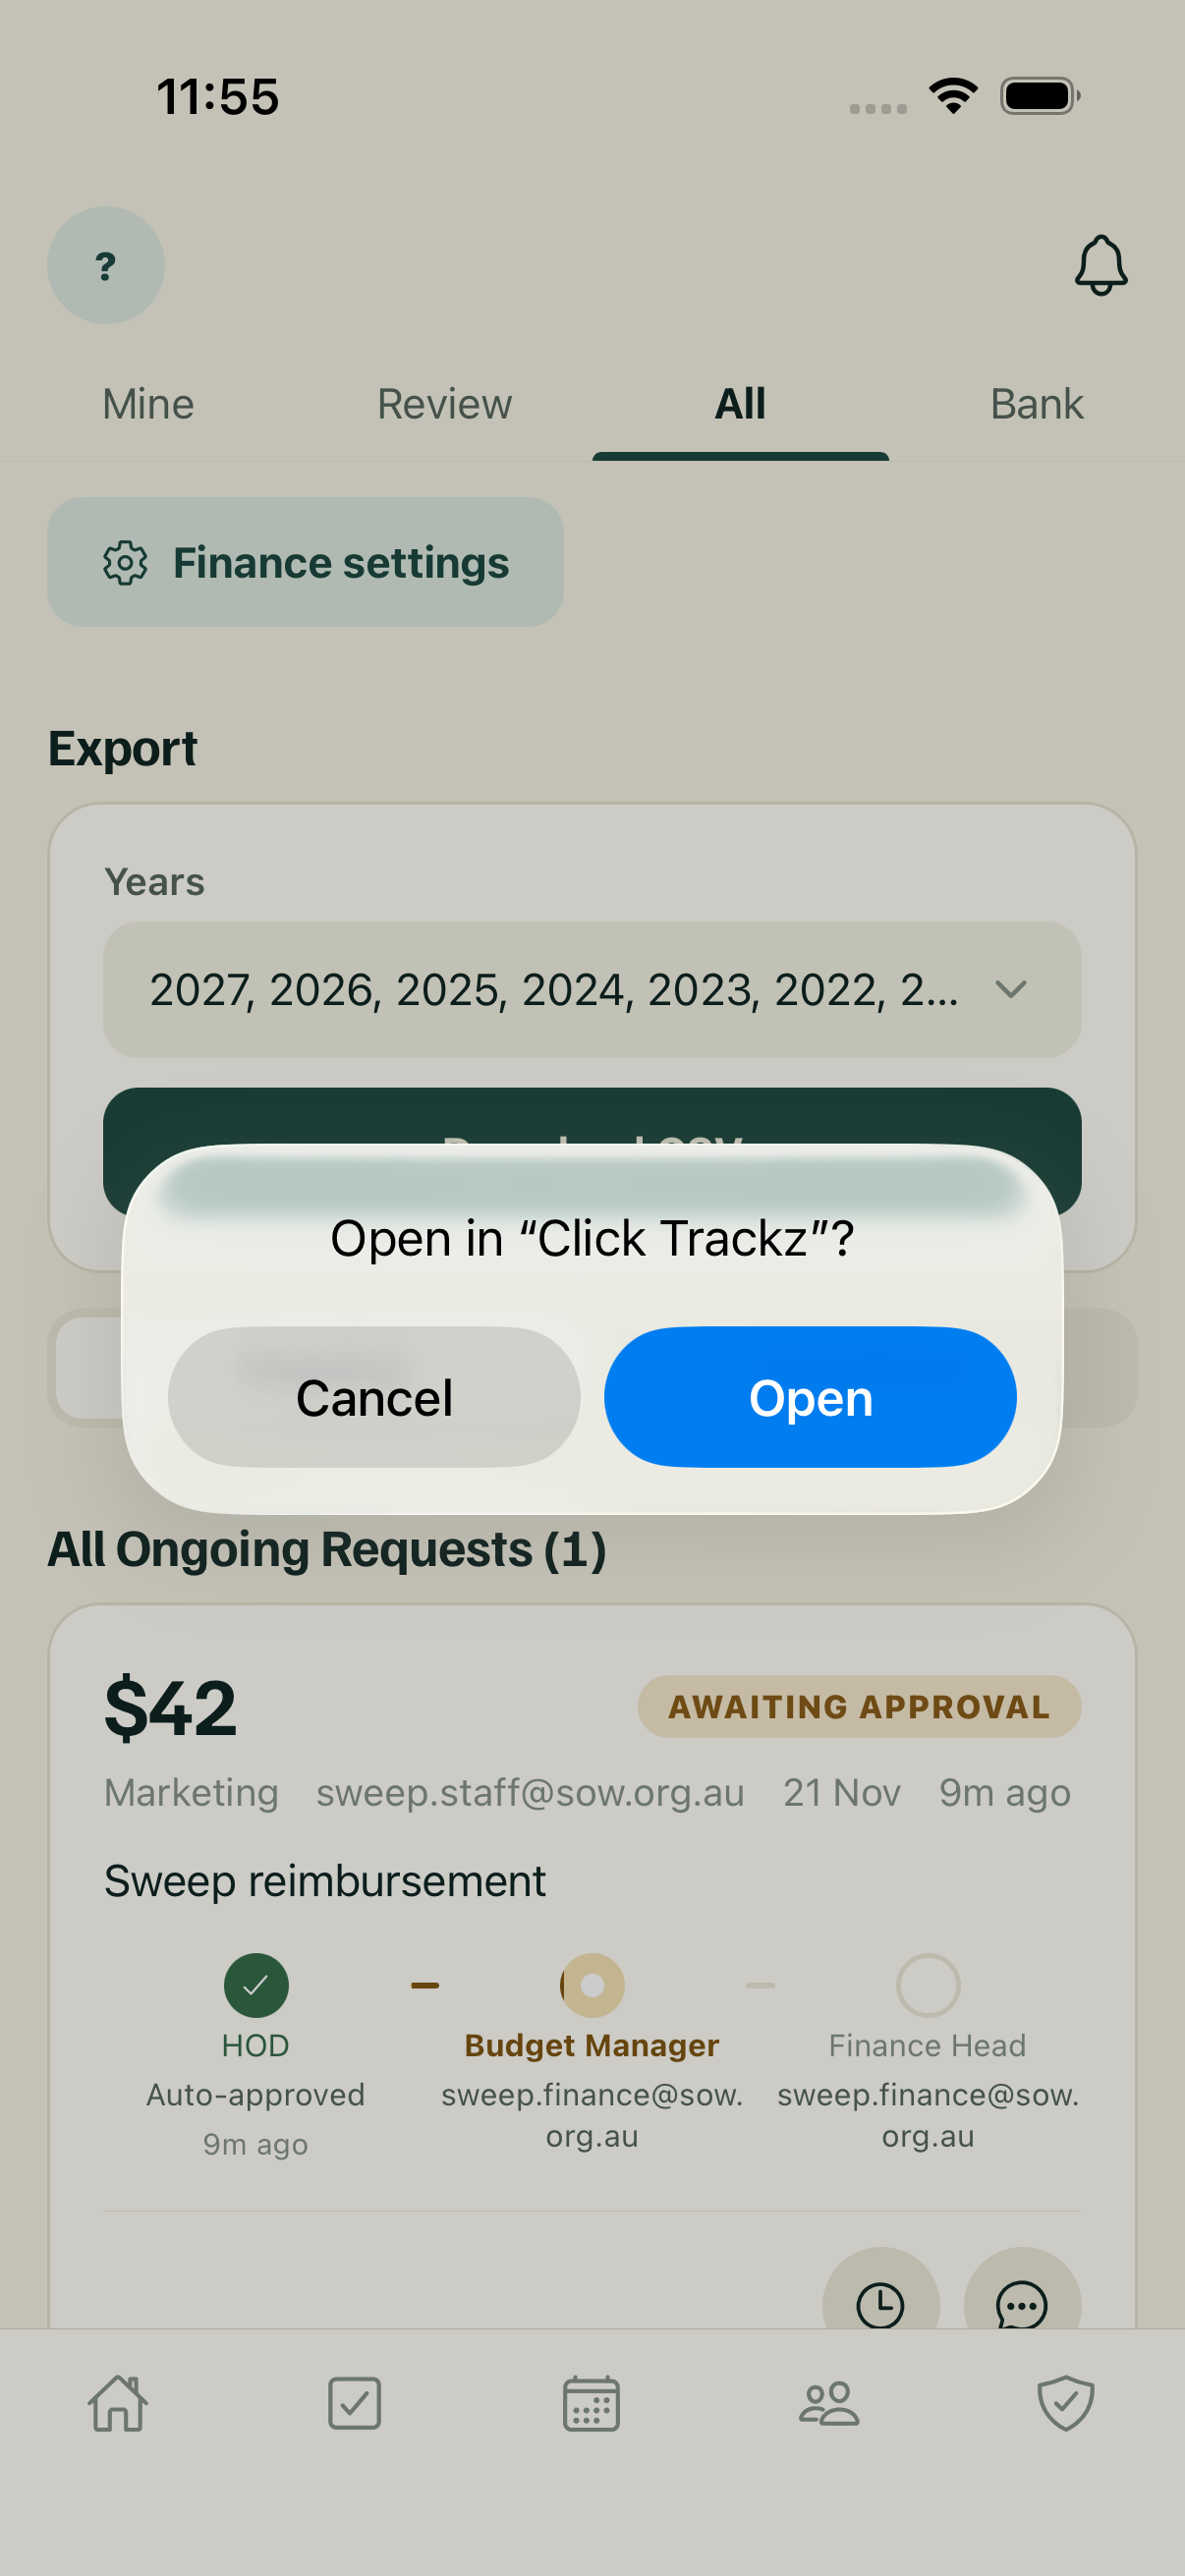 11:55
?
Mine Review All Bank
Finance settings
Export
Years
2027, 2026, 2025, 2024, 2023, 2022, 2...
Open in “Click Trackz”?
Cancel Open
All Ongoing Requests (1)
$42 AWAITING APPROVAL
Marketing sweep.staff@sow.org.au 21 Nov 9m ago
Sweep reimbursement
HOD Budget Manager Finance Head
Auto-approved sweep.finance@sow. sweep.finance@sow.
9m ago org.au org.au